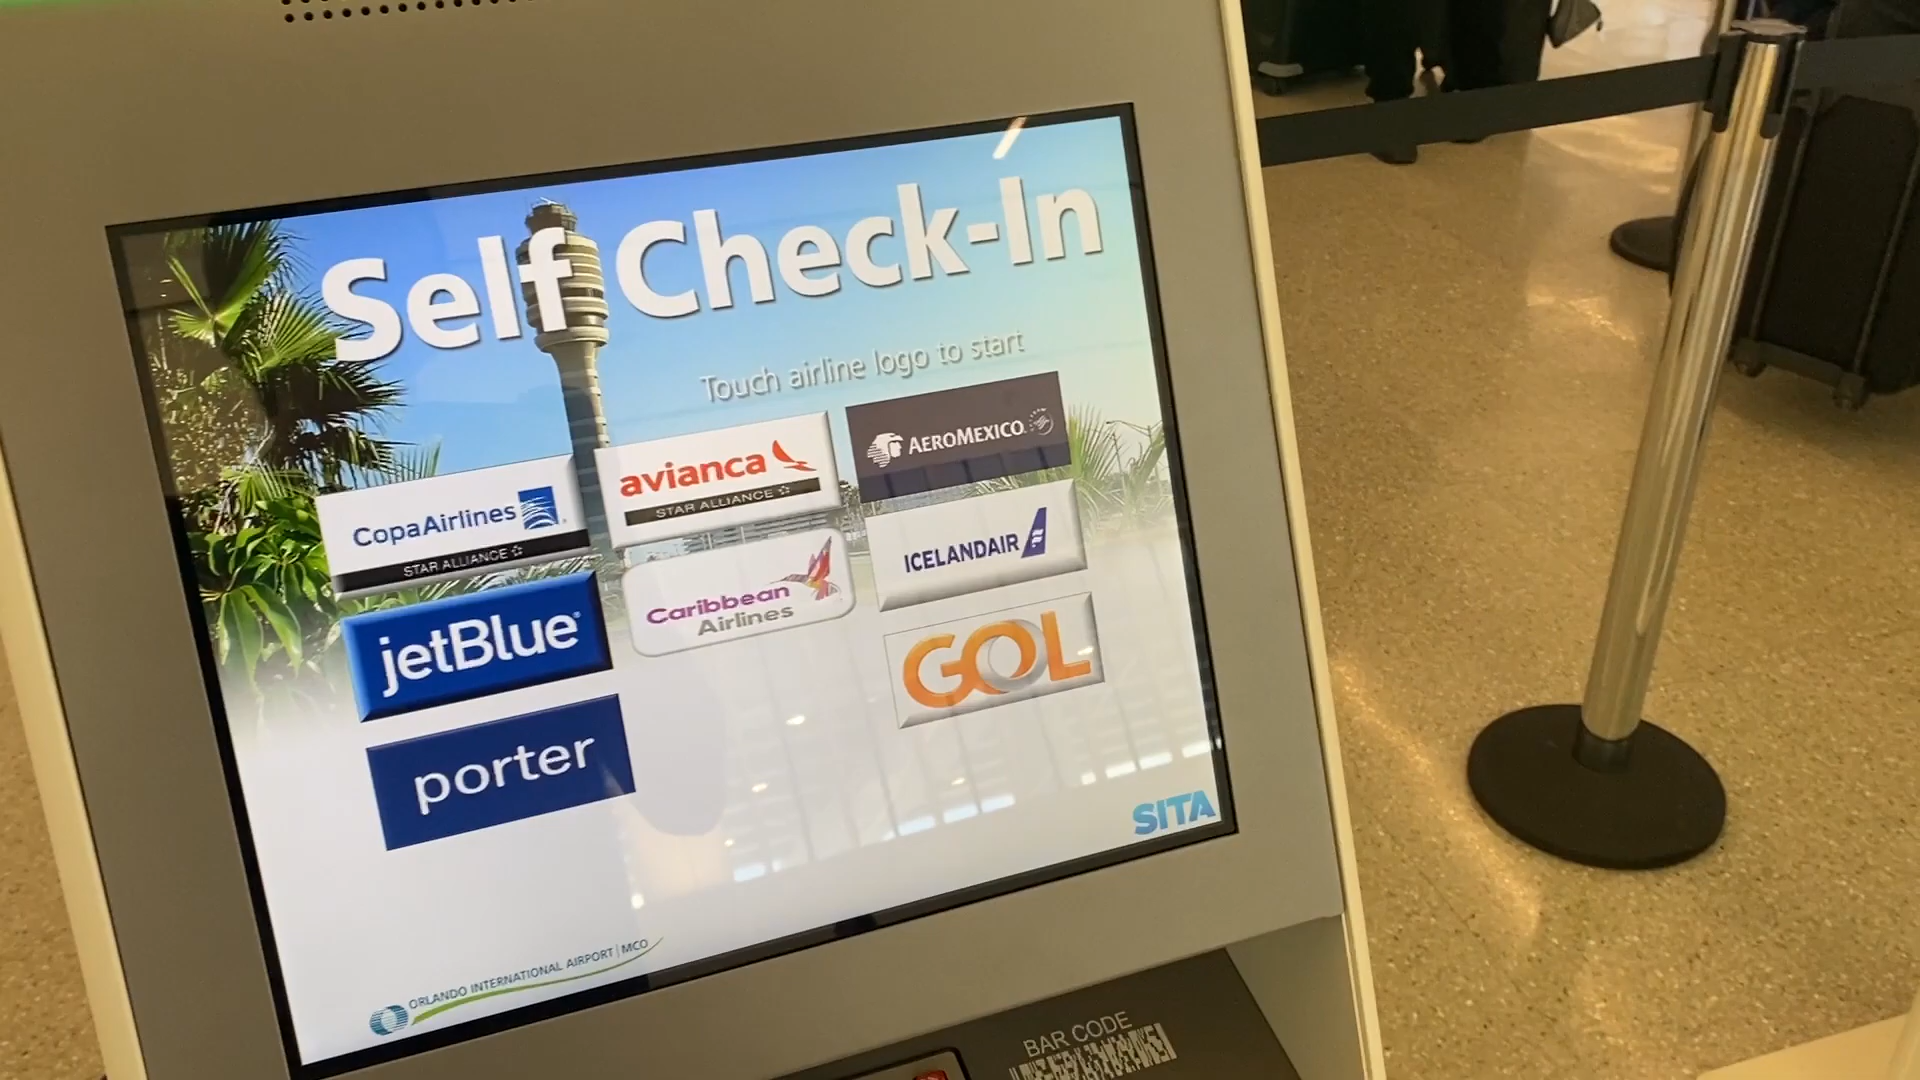 Self Check-In
Touch airline logo to start
CopaAirlines
STAR ALLIANCE
avianca
STAR ALLIANCE
AEROMEXICO
jetBlue
Caribbean
Airlines
ICELANDAIR
porter
GOL
SITA
ORLANDO INTERNATIONAL AIRPORT | MCO
BAR CODE